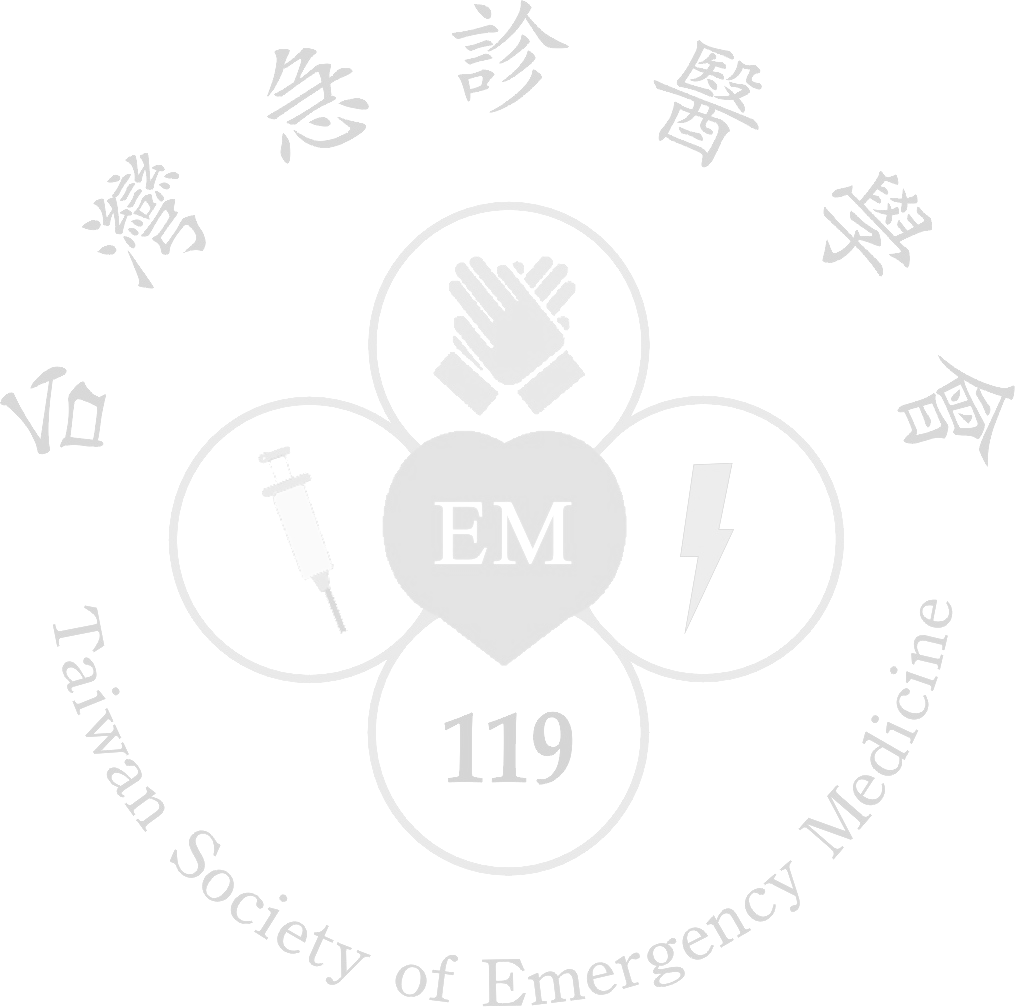 台灣急診醫學會
EM
119
Taiwan Society of Emergency Medicine